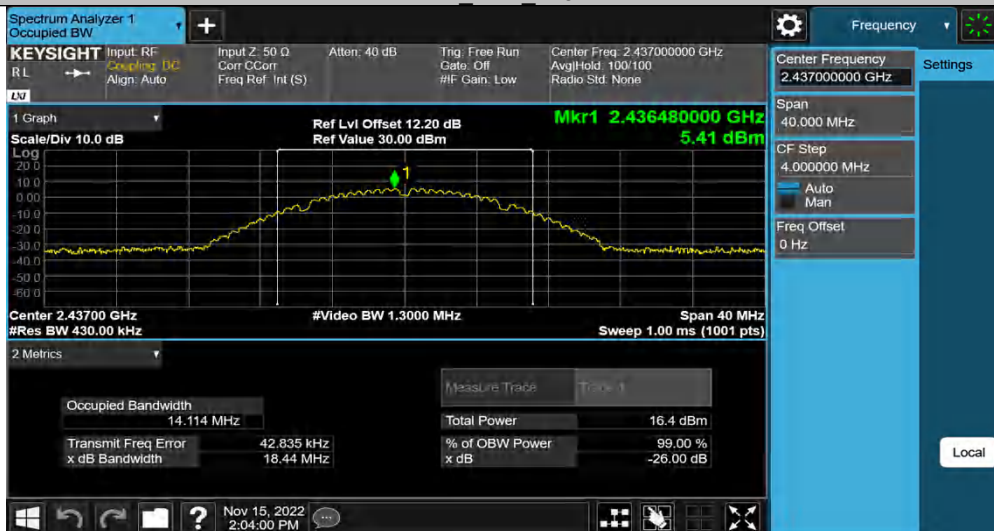 Spectrum Analyzer 1
Occupied BW
+
Frequency
KEYSIGHT Input: RF Input Z: 50 Ω Atten: 40 dB Trig: Free Run Center Freq: 2.437000000 GHz
RL Coupling: DC Corr CCorr Gate: Off Avg|Hold: 100/100
Align: Auto Freq Ref: Int (S) #IF Gain: Low Radio Std: None
LXI
Center Frequency
2.437000000 GHz
Settings
Span
40.000 MHz
CF Step
4.000000 MHz
Auto
Man
Freq Offset
0 Hz
Local
1 Graph
Scale/Div 10.0 dB
Ref Lvl Offset 12.20 dB
Ref Value 30.00 dBm
Mkr1 2.436480000 GHz
5.41 dBm
Log
20.0
10.0
0.00
-10.0
-20.0
-30.0
-40.0
-50.0
-60.0
1
Center 2.43700 GHz #Video BW 1.3000 MHz Span 40 MHz
#Res BW 430.00 kHz Sweep 1.00 ms (1001 pts)
2 Metrics
Measure Trace Trace 1
Occupied Bandwidth
14.114 MHz
Total Power 16.4 dBm
Transmit Freq Error 42.835 kHz % of OBW Power 99.00 %
x dB Bandwidth 18.44 MHz x dB -26.00 dB
?
Nov 15, 2022
2:04:00 PM